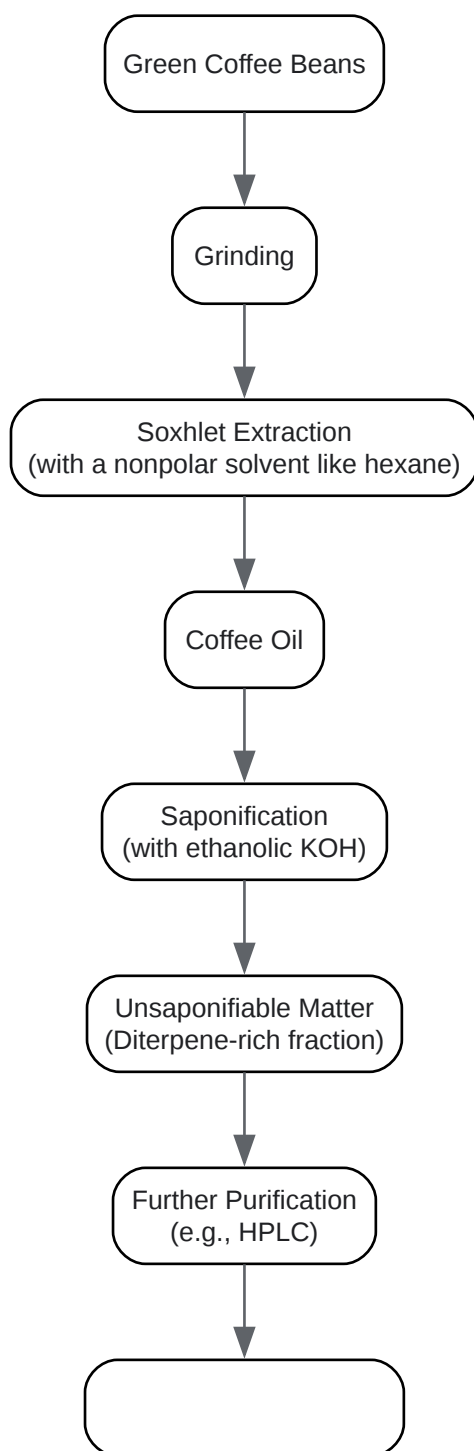 Green Coffee Beans
Grinding
Soxhlet Extraction
(with a nonpolar solvent like hexane)
Coffee Oil
Saponification
(with ethanolic KOH)
Unsaponifiable Matter
(Diterpene-rich fraction)
Further Purification
(e.g., HPLC)